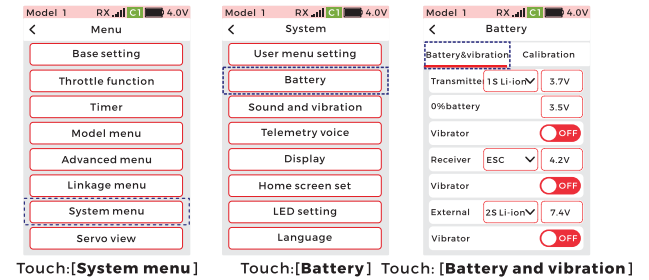 Model 1 RX C1 4.0V
Menu
Base setting
Throttle function
Timer
Model menu
Advanced menu
Linkage menu
System menu
Servo view
Touch:[System menu]
Model 1 RX C1 4.0V
System
User menu setting
Battery
Sound and vibration
Telemetry voice
Display
Home screen set
LED setting
Language
Touch:[Battery]
Model 1 RX C1 4.0V
Battery
Battery&vibration Calibration
Transmitte 1S Li-ion 3.7V
0%battery 3.5V
Vibrator OFF
Receiver ESC 4.2V
Vibrator OFF
External 2S Li-ion 7.4V
Vibrator OFF
Touch: [Battery and vibration]